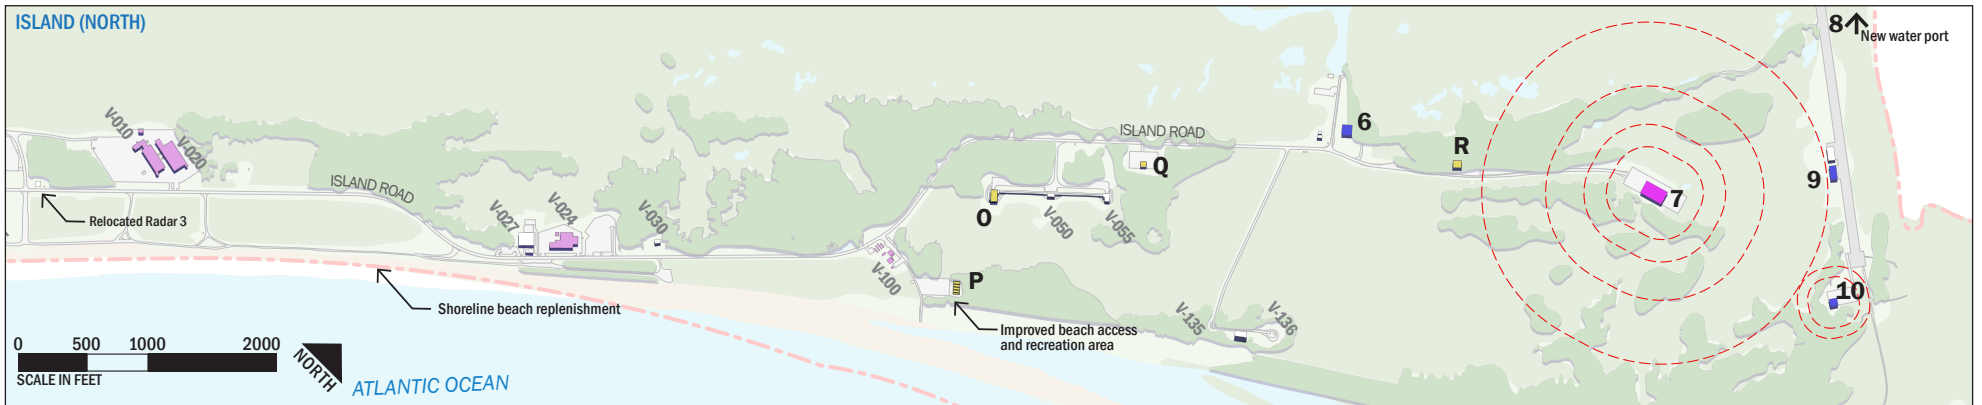 ISLAND (NORTH)
8
New water port
V-010
V-020
ISLAND ROAD
6
Q
R
ISLAND ROAD
9
7
Relocated Radar 3
V-027
V-024
V-030
O
V-050
V-055
V-100
P
10
Shoreline beach replenishment
Improved beach access
and recreation area
V-135
V-136
0 500 1000 2000
SCALE IN FEET
NORTH
ATLANTIC OCEAN